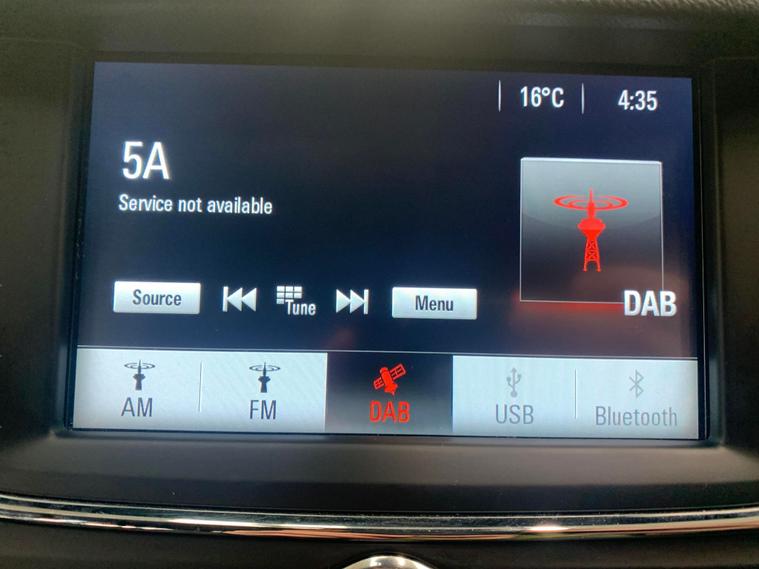 16°C 4:35
5A
Service not available
DAB
Source Tune Menu
AM FM DAB USB Bluetooth